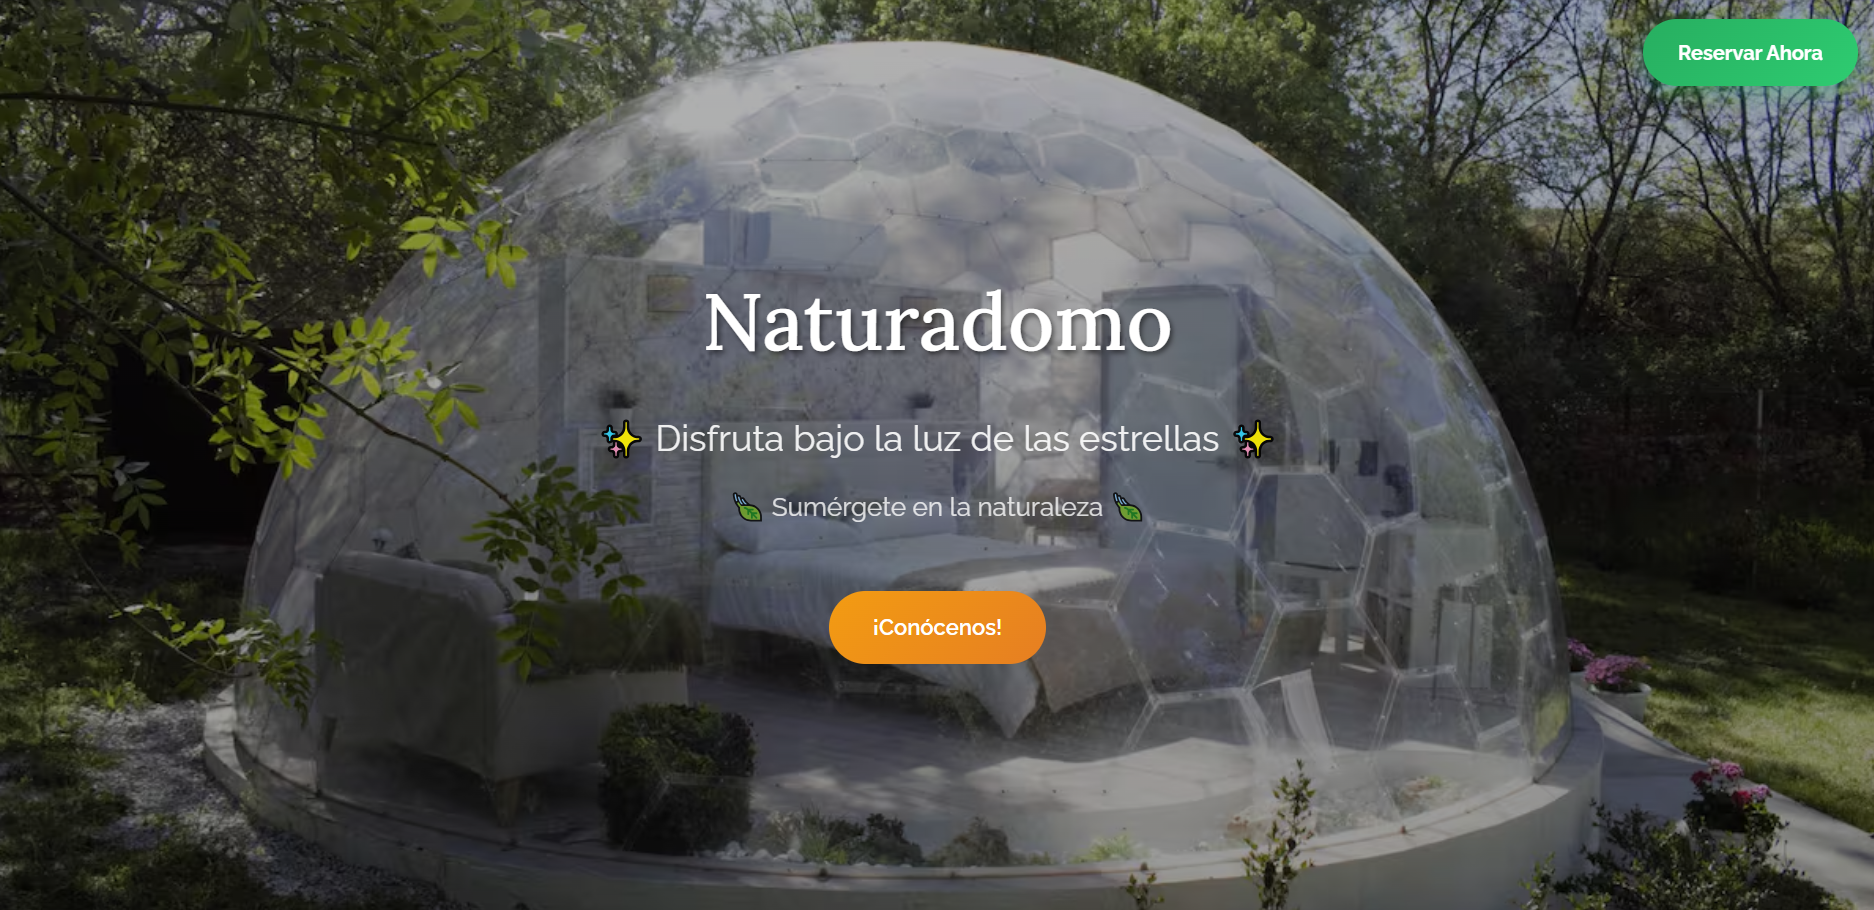 Reservar Ahora
Naturadomo
✨ Disfruta bajo la luz de las estrellas ✨
🍃 Sumérgete en la naturaleza 🍃
¡Conócenos!